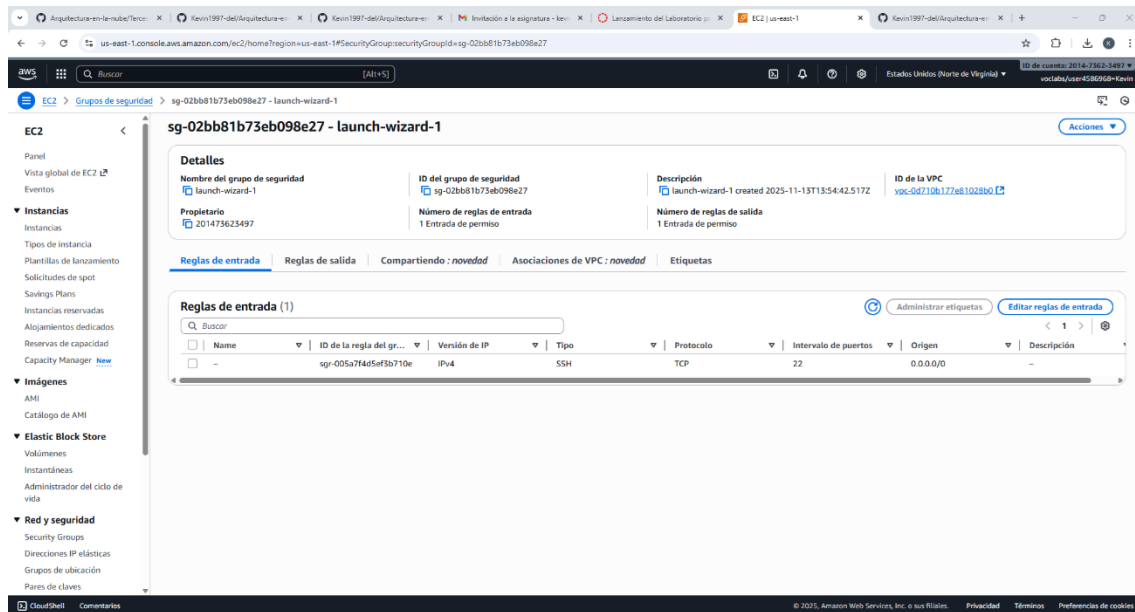 Arquitectura-en-la-nube/Terce
Kevin1997-del/Arquitectura-en
Kevin1997-del/Arquitectura-en
Invitación a la asignatura - kev
Lanzamiento del Laboratorio p
EC2 | us-east-1
Kevin1997-del/Arquitectura-en
us-east-1.console.aws.amazon.com/ec2/home?region=us-east-1#SecurityGroup:securityGroupId=sg-02bb81b73eb098e27
aws
Buscar
[Alt+S]
Estados Unidos (Norte de Virginia)
ID de cuenta: 2014-7362-3497
voclabs/user4586968=Kevin
EC2 > Grupos de seguridad > sg-02bb81b73eb098e27 - launch-wizard-1
EC2
Panel
Vista global de EC2
Eventos
Instancias
Instancias
Tipos de instancia
Plantillas de lanzamiento
Solicitudes de spot
Savings Plans
Instancias reservadas
Alojamientos dedicados
Reservas de capacidad
Capacity Manager New
Imágenes
AMI
Catálogo de AMI
Elastic Block Store
Volúmenes
Instantáneas
Administrador del ciclo de
vida
Red y seguridad
Security Groups
Direcciones IP elásticas
Grupos de ubicación
Pares de claves
sg-02bb81b73eb098e27 - launch-wizard-1
Acciones
Detalles
Nombre del grupo de seguridad
launch-wizard-1
ID del grupo de seguridad
sg-02bb81b73eb098e27
Descripción
launch-wizard-1 created 2025-11-13T13:54:42.517Z
ID de la VPC
vpc-0d710b177e81028b0
Propietario
201473623497
Número de reglas de entrada
1 Entrada de permiso
Número de reglas de salida
1 Entrada de permiso
Reglas de entrada
Reglas de salida
Compartiendo : novedad
Asociaciones de VPC : novedad
Etiquetas
Reglas de entrada (1)
Administrar etiquetas
Editar reglas de entrada
Buscar
< 1 >
Name
ID de la regla del gr...
Versión de IP
Tipo
Protocolo
Intervalo de puertos
Origen
Descripción
–
sgr-005a7f4d5ef3b710e
IPv4
SSH
TCP
22
0.0.0.0/0
–
CloudShell
Comentarios
© 2025, Amazon Web Services, Inc. o sus filiales.
Privacidad
Términos
Preferencias de cookies